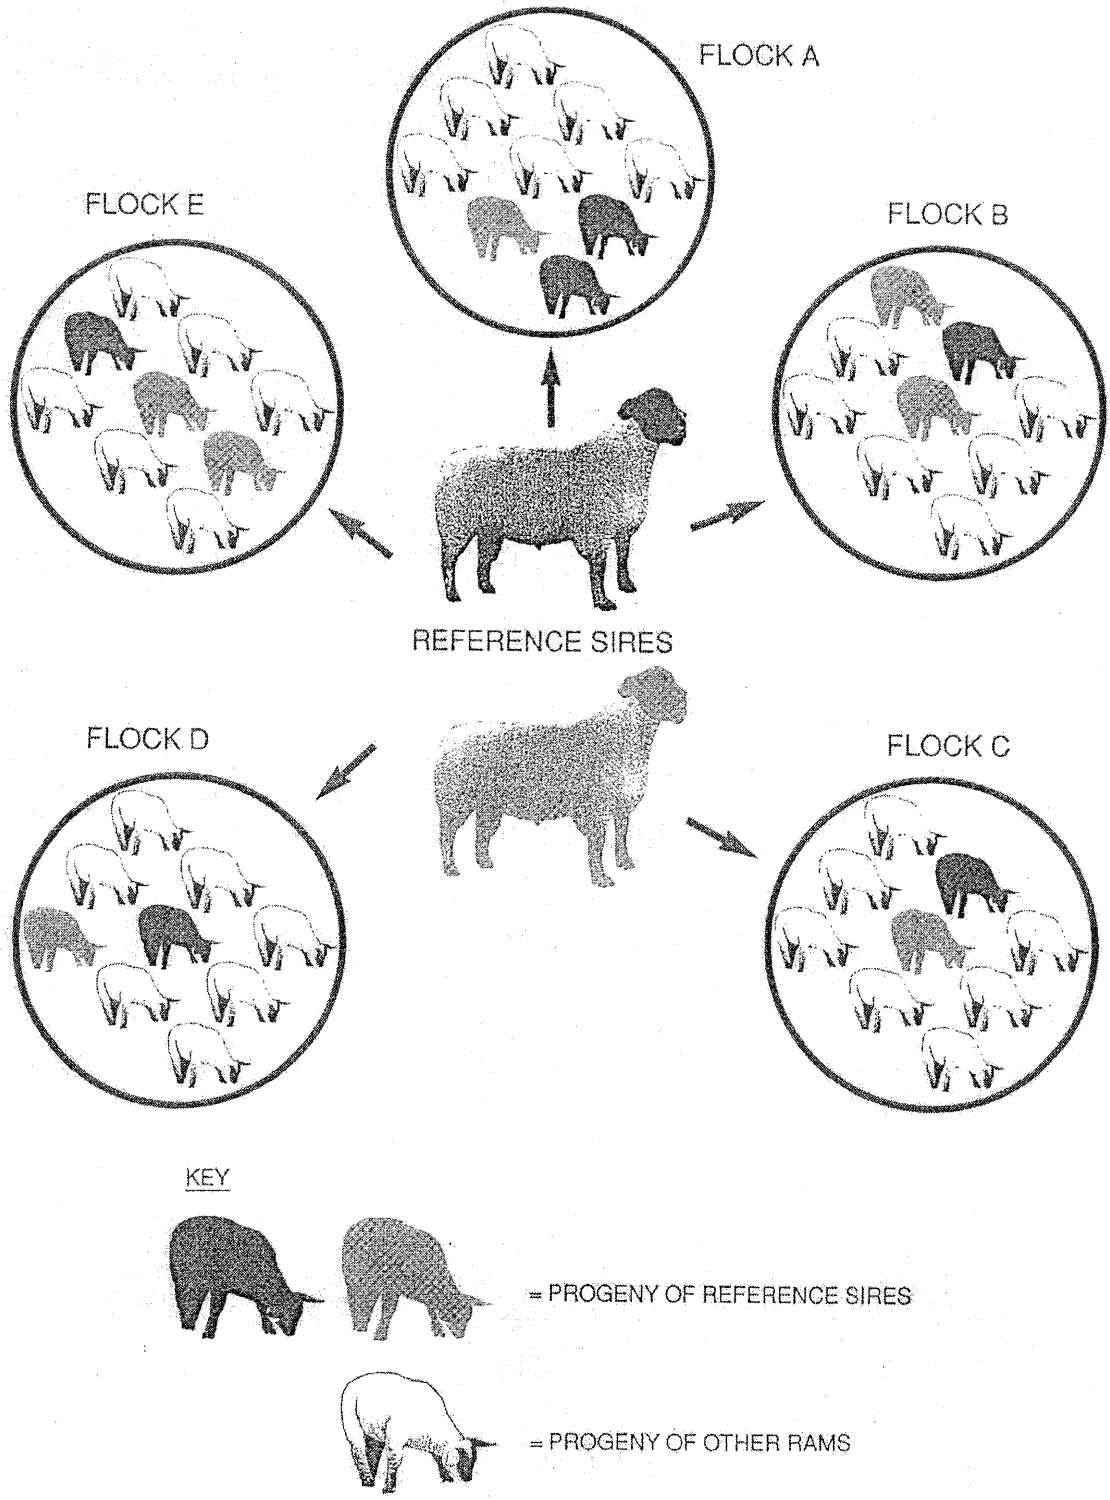 FLOCK A
FLOCK E
FLOCK B
REFERENCE SIRES
FLOCK D
FLOCK C
KEY
= PROGENY OF REFERENCE SIRES
= PROGENY OF OTHER RAMS